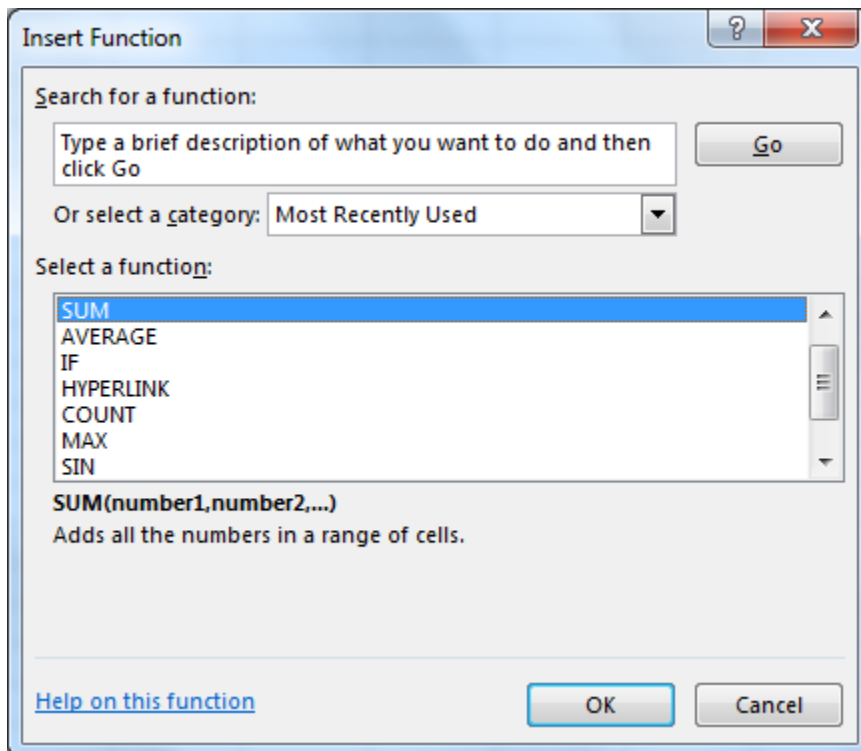 Insert Function
?
Search for a function:
Type a brief description of what you want to do and then
click Go
Go
Or select a category: Most Recently Used
Select a function:
SUM
AVERAGE
IF
HYPERLINK
COUNT
MAX
SIN
SUM(number1,number2,...)
Adds all the numbers in a range of cells.
Help on this function
OK
Cancel